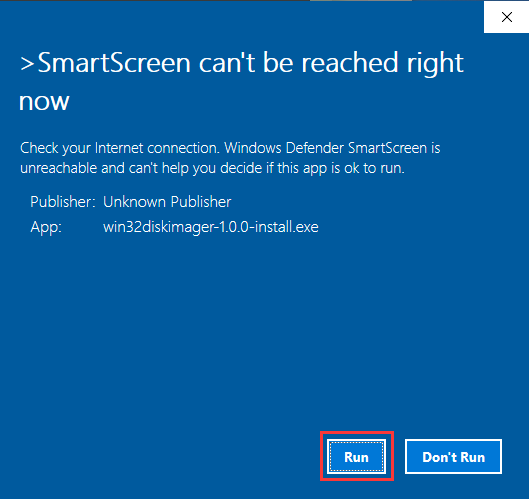 >SmartScreen can't be reached right
now
Check your Internet connection. Windows Defender SmartScreen is
unreachable and can't help you decide if this app is ok to run.
Publisher: Unknown Publisher
App: win32diskimager-1.0.0-install.exe
Run Don't Run